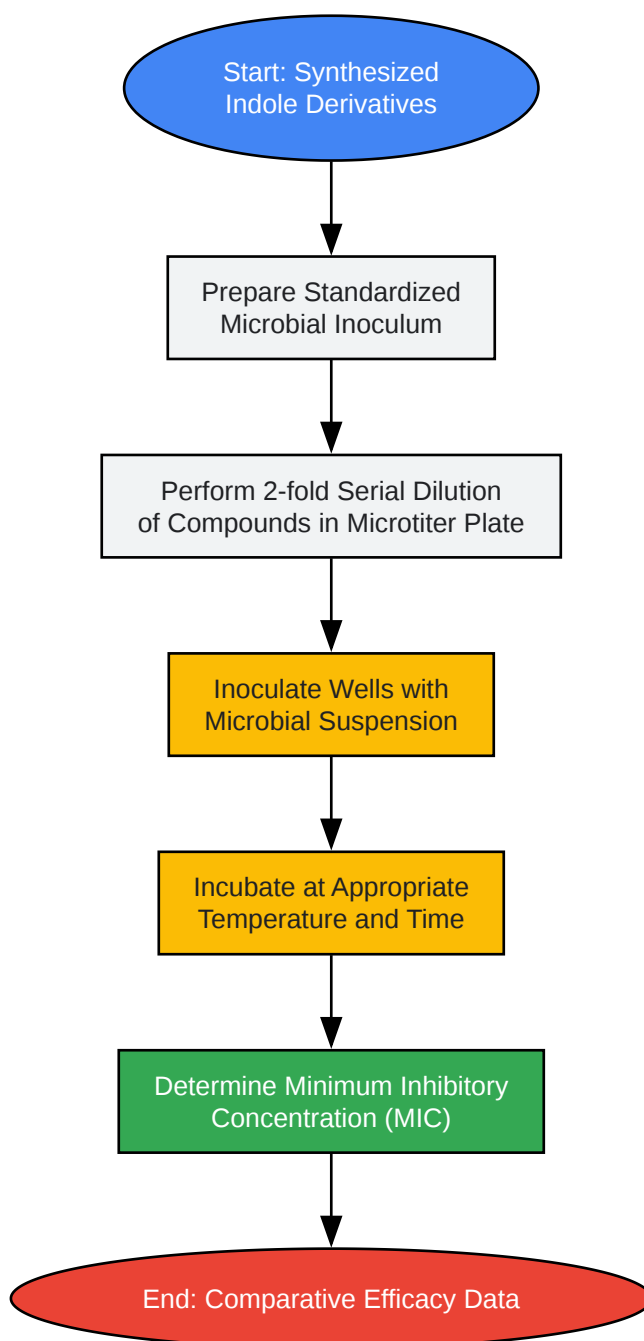 Start: Synthesized
Indole Derivatives
Prepare Standardized
Microbial Inoculum
Perform 2-fold Serial Dilution
of Compounds in Microtiter Plate
Inoculate Wells with
Microbial Suspension
Incubate at Appropriate
Temperature and Time
Determine Minimum Inhibitory
Concentration (MIC)
End: Comparative Efficacy Data